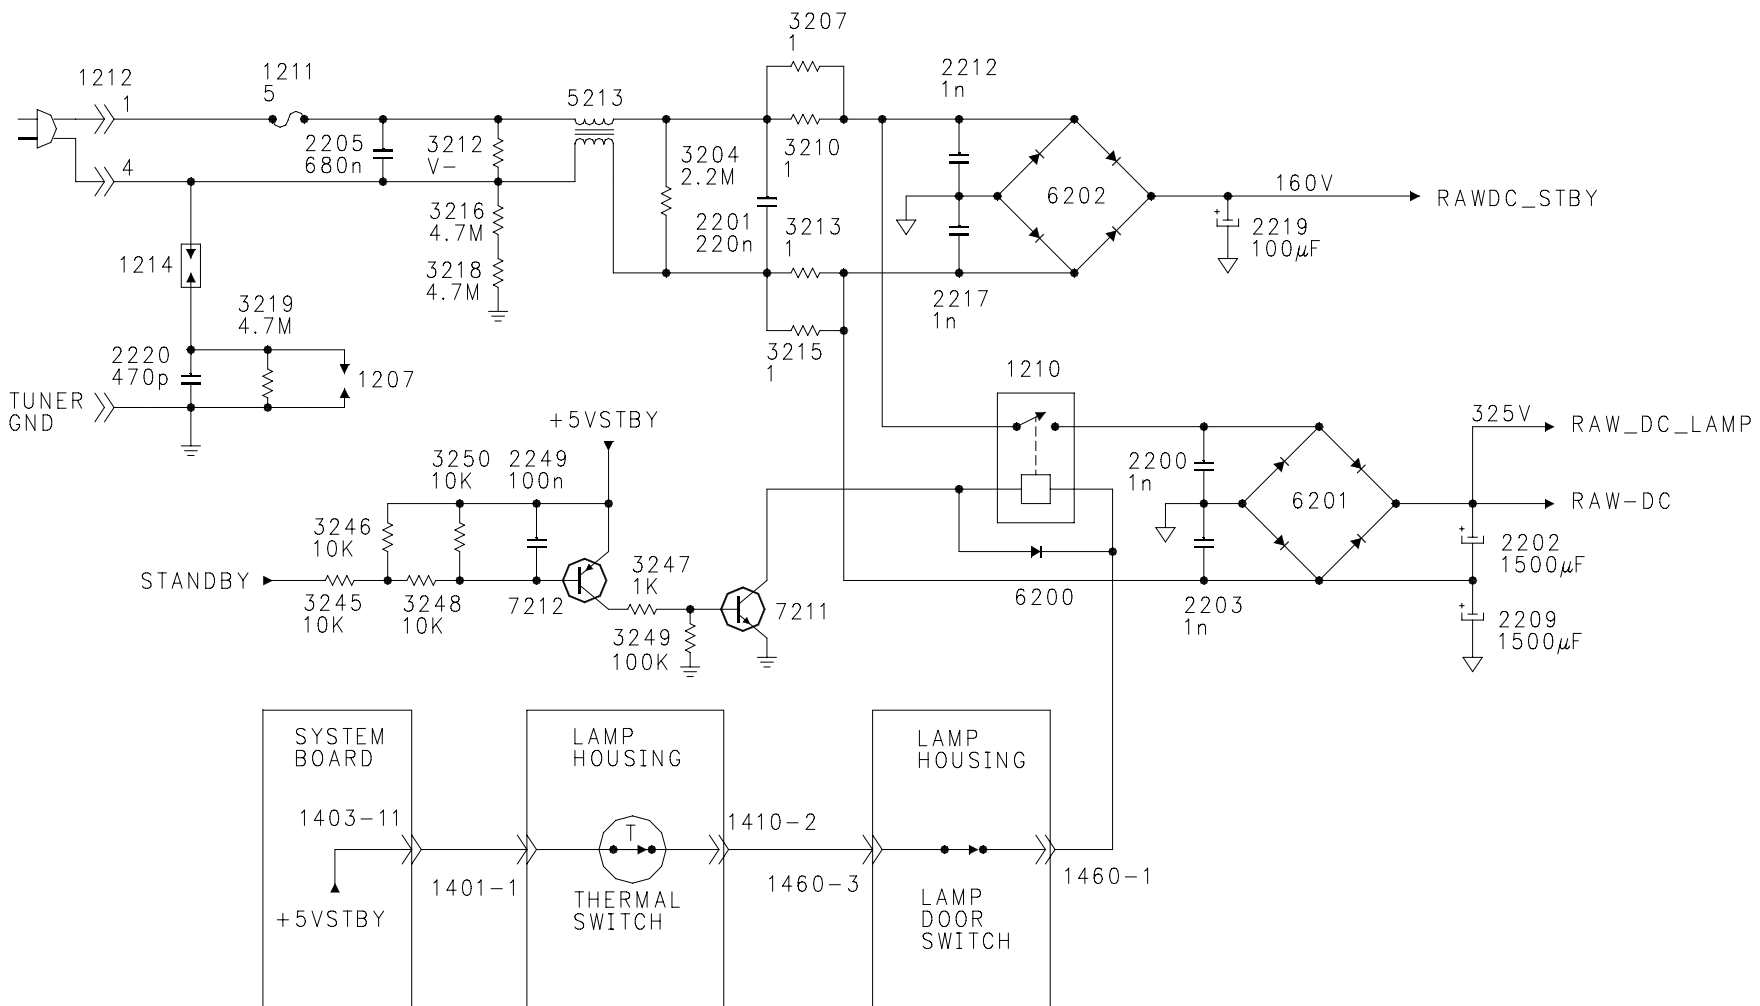 3207
1
1212
1
1211
5
5213
2212
1n
2205
680n
3212
V-
3204
2.2M
3210
1
4
6202
160V
RAWDC_STBY
3216
4.7M
2201
220n
3213
1
2219
100µF
1214
3218
4.7M
2217
1n
3219
4.7M
3215
1
2220
470p
1207
1210
TUNER
GND
+5VSTBY
325V
RAW_DC_LAMP
3250
10K
2249
100n
2200
1n
6201
RAW-DC
3246
10K
2202
1500µF
STANDBY
3245
10K
3248
10K
7212
3247
1K
7211
6200
2203
1n
3249
100K
2209
1500µF
SYSTEM
BOARD
LAMP
HOUSING
LAMP
HOUSING
1403-11
T
1410-2
1401-1
1460-3
1460-1
+5VSTBY
THERMAL
SWITCH
LAMP
DOOR
SWITCH